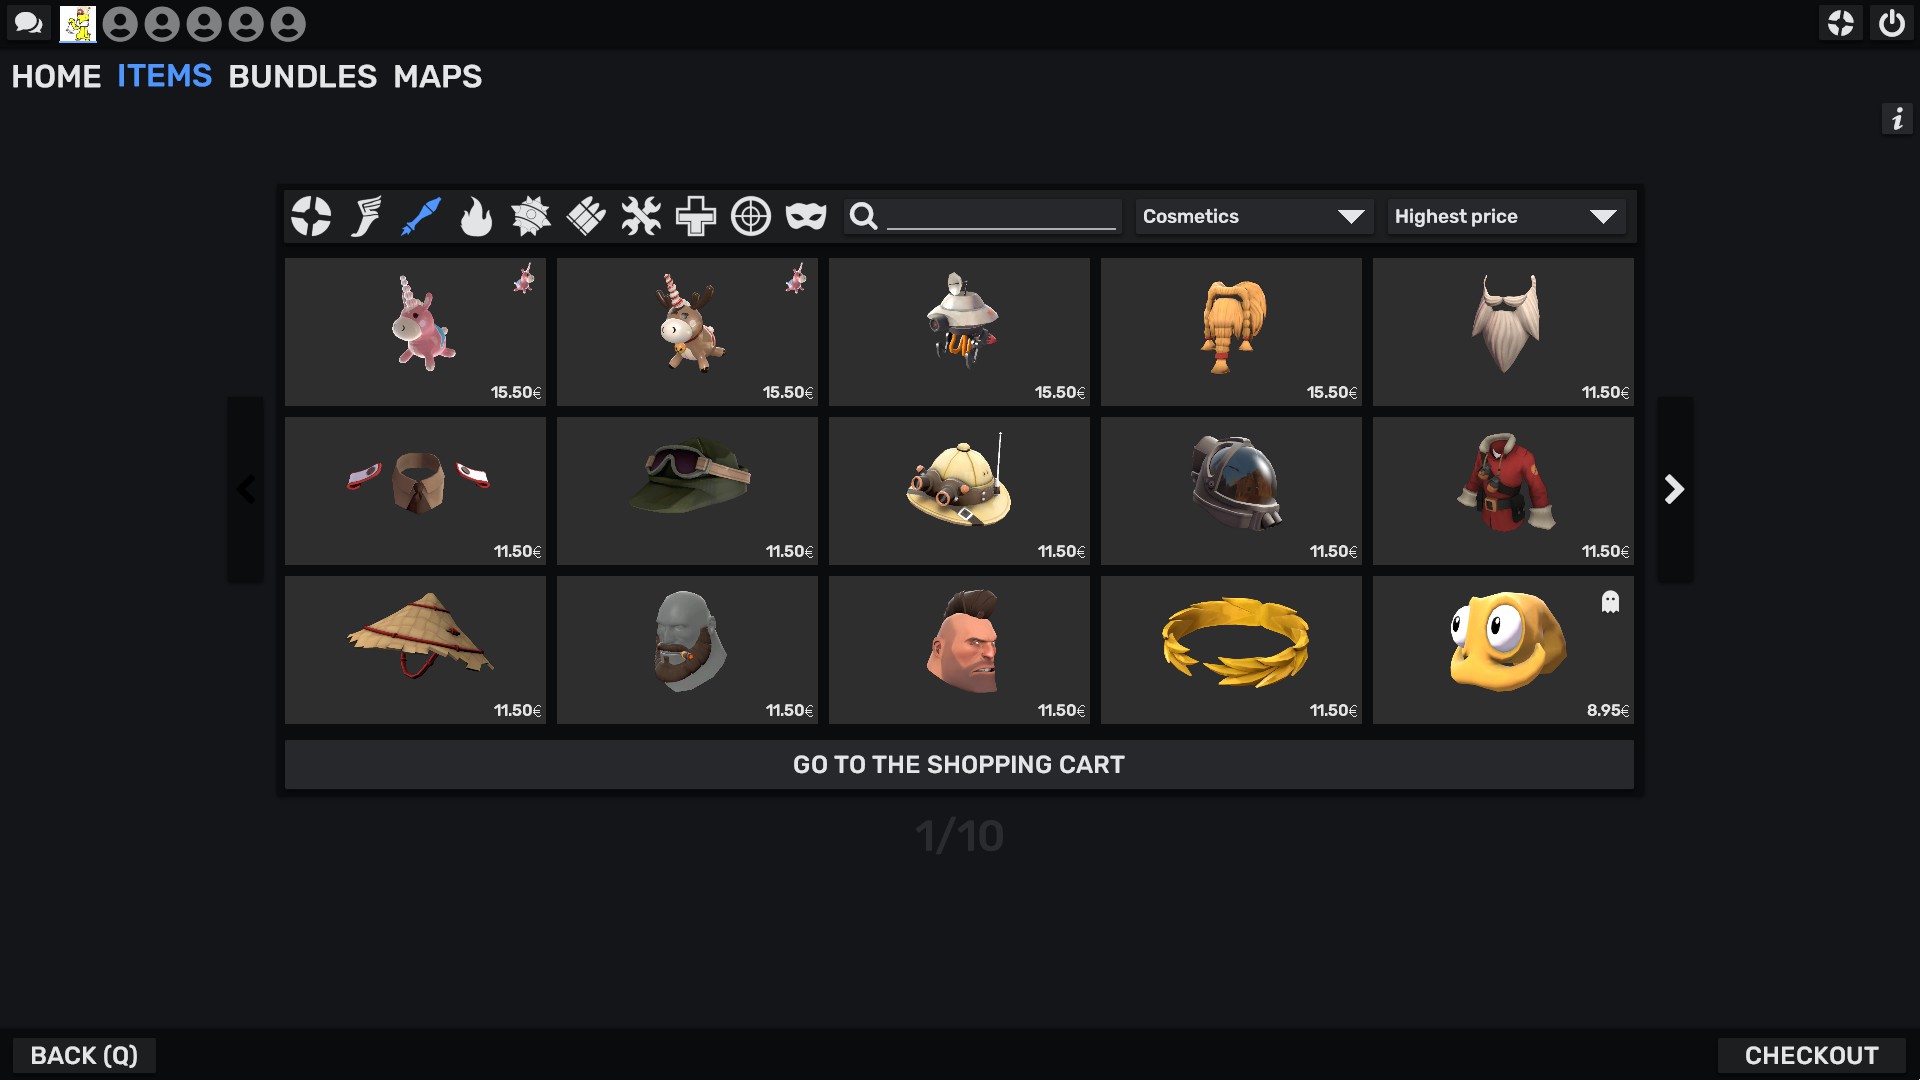 HOME ITEMS BUNDLES MAPS
i
Cosmetics Highest price
15.50€ 15.50€ 15.50€ 15.50€ 11.50€
11.50€ 11.50€ 11.50€ 11.50€ 11.50€
11.50€ 11.50€ 11.50€ 11.50€ 8.95€
GO TO THE SHOPPING CART
1/10
BACK (Q) CHECKOUT